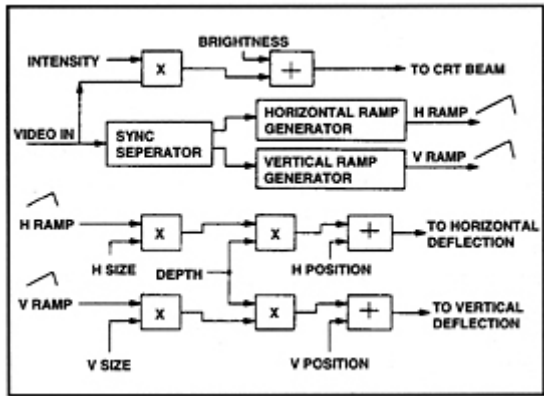 BRIGHTNESS
INTENSITY
X
+
TO CRT BEAM
VIDEO IN
SYNC
SEPERATOR
HORIZONTAL RAMP
GENERATOR
H RAMP
VERTICAL RAMP
GENERATOR
V RAMP
H RAMP
X
X
+
TO HORIZONTAL
DEFLECTION
H SIZE
DEPTH
H POSITION
V RAMP
X
X
+
TO VERTICAL
DEFLECTION
V SIZE
V POSITION